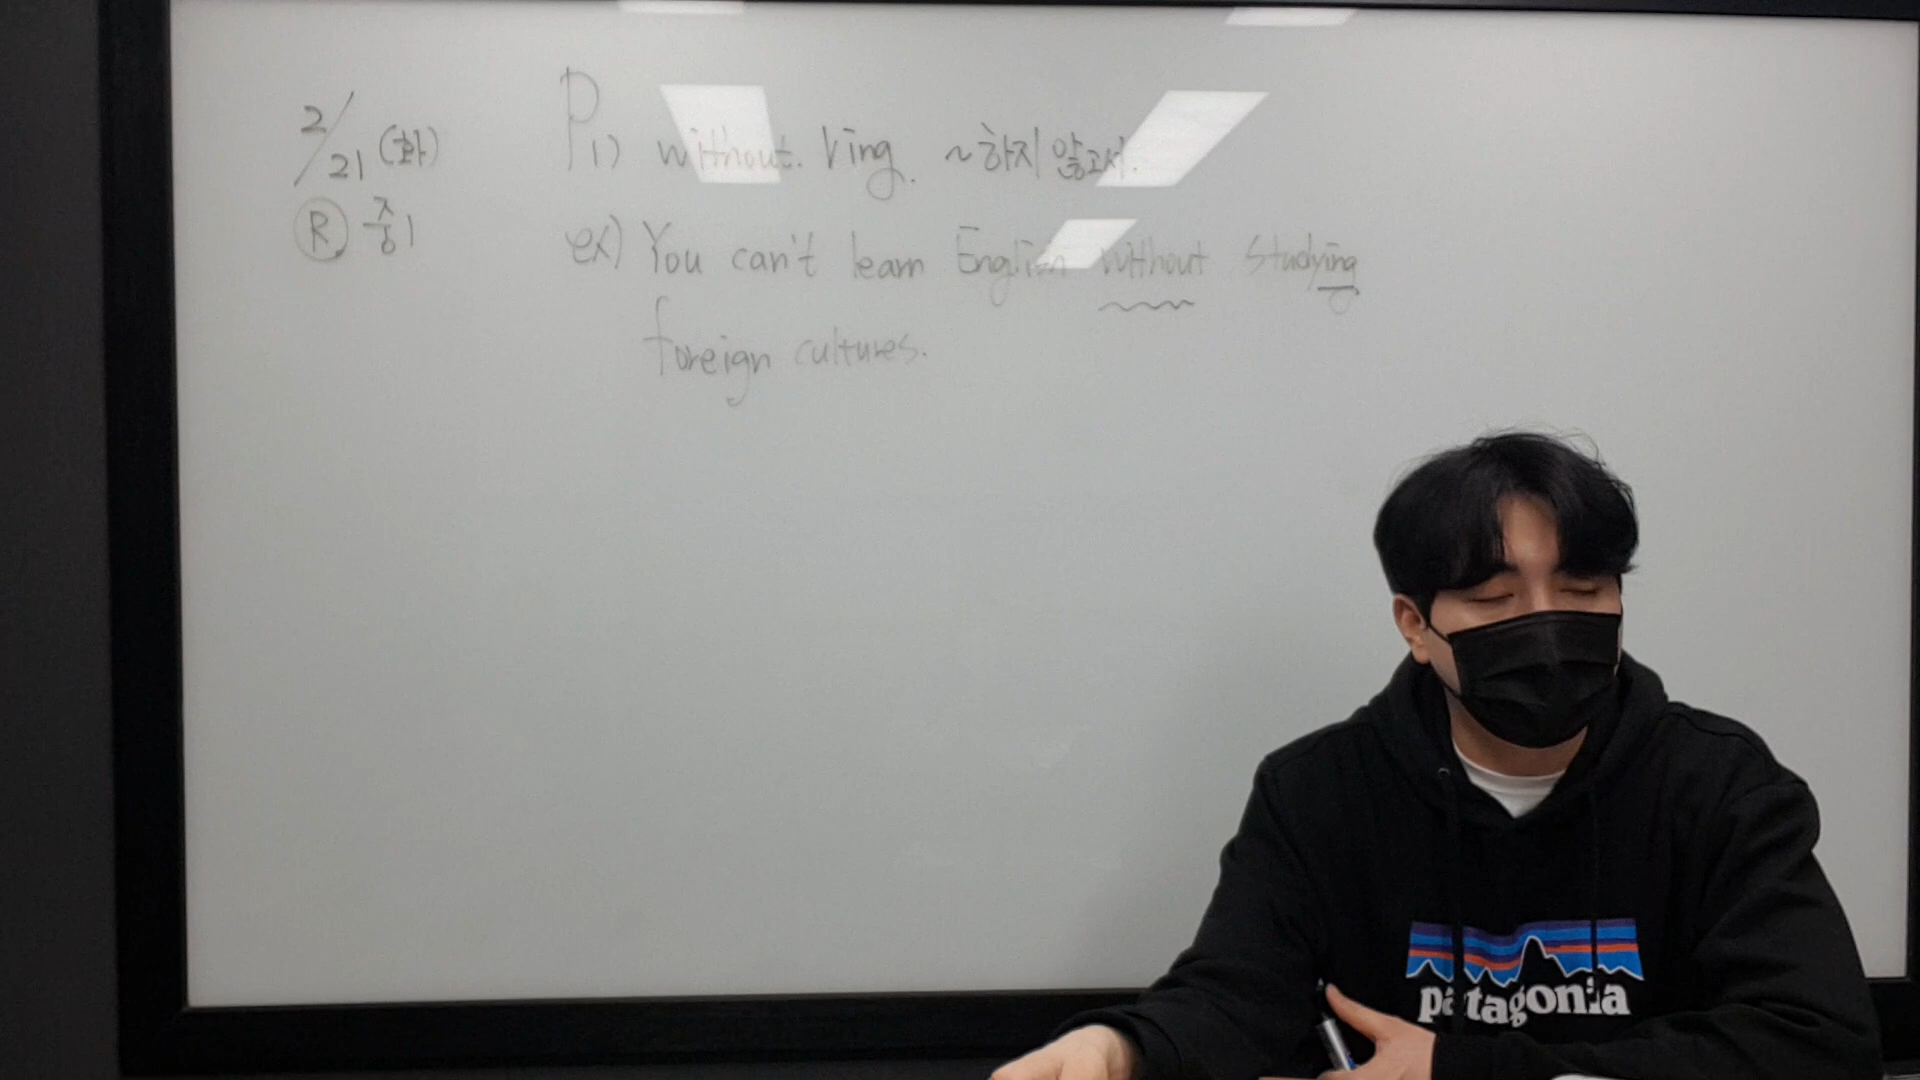 2/21 (화)
Ⓡ 중1
P1) without. Ving. ~하지 않고서.
ex) You can't learn English without studying
foreign cultures.
patagonia